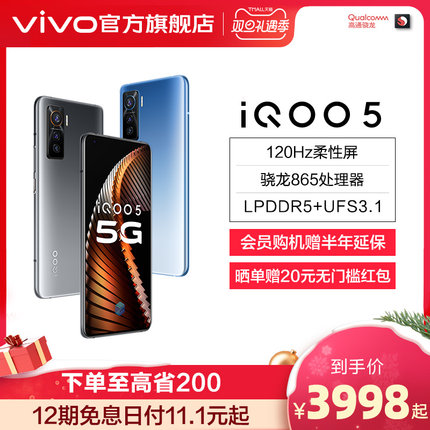 vivo官方旗舰店
TMALL天猫
双旦礼遇季
Qualcomm
高通骁龙
iQOO 5
120Hz柔性屏
骁龙865处理器
LPDDR5+UFS3.1
会员购机赠半年延保
晒单赠20元无门槛红包
iQOO 5
5G
iQOO
下单至高省200
12期免息日付11.1元起
到手价
¥3998起